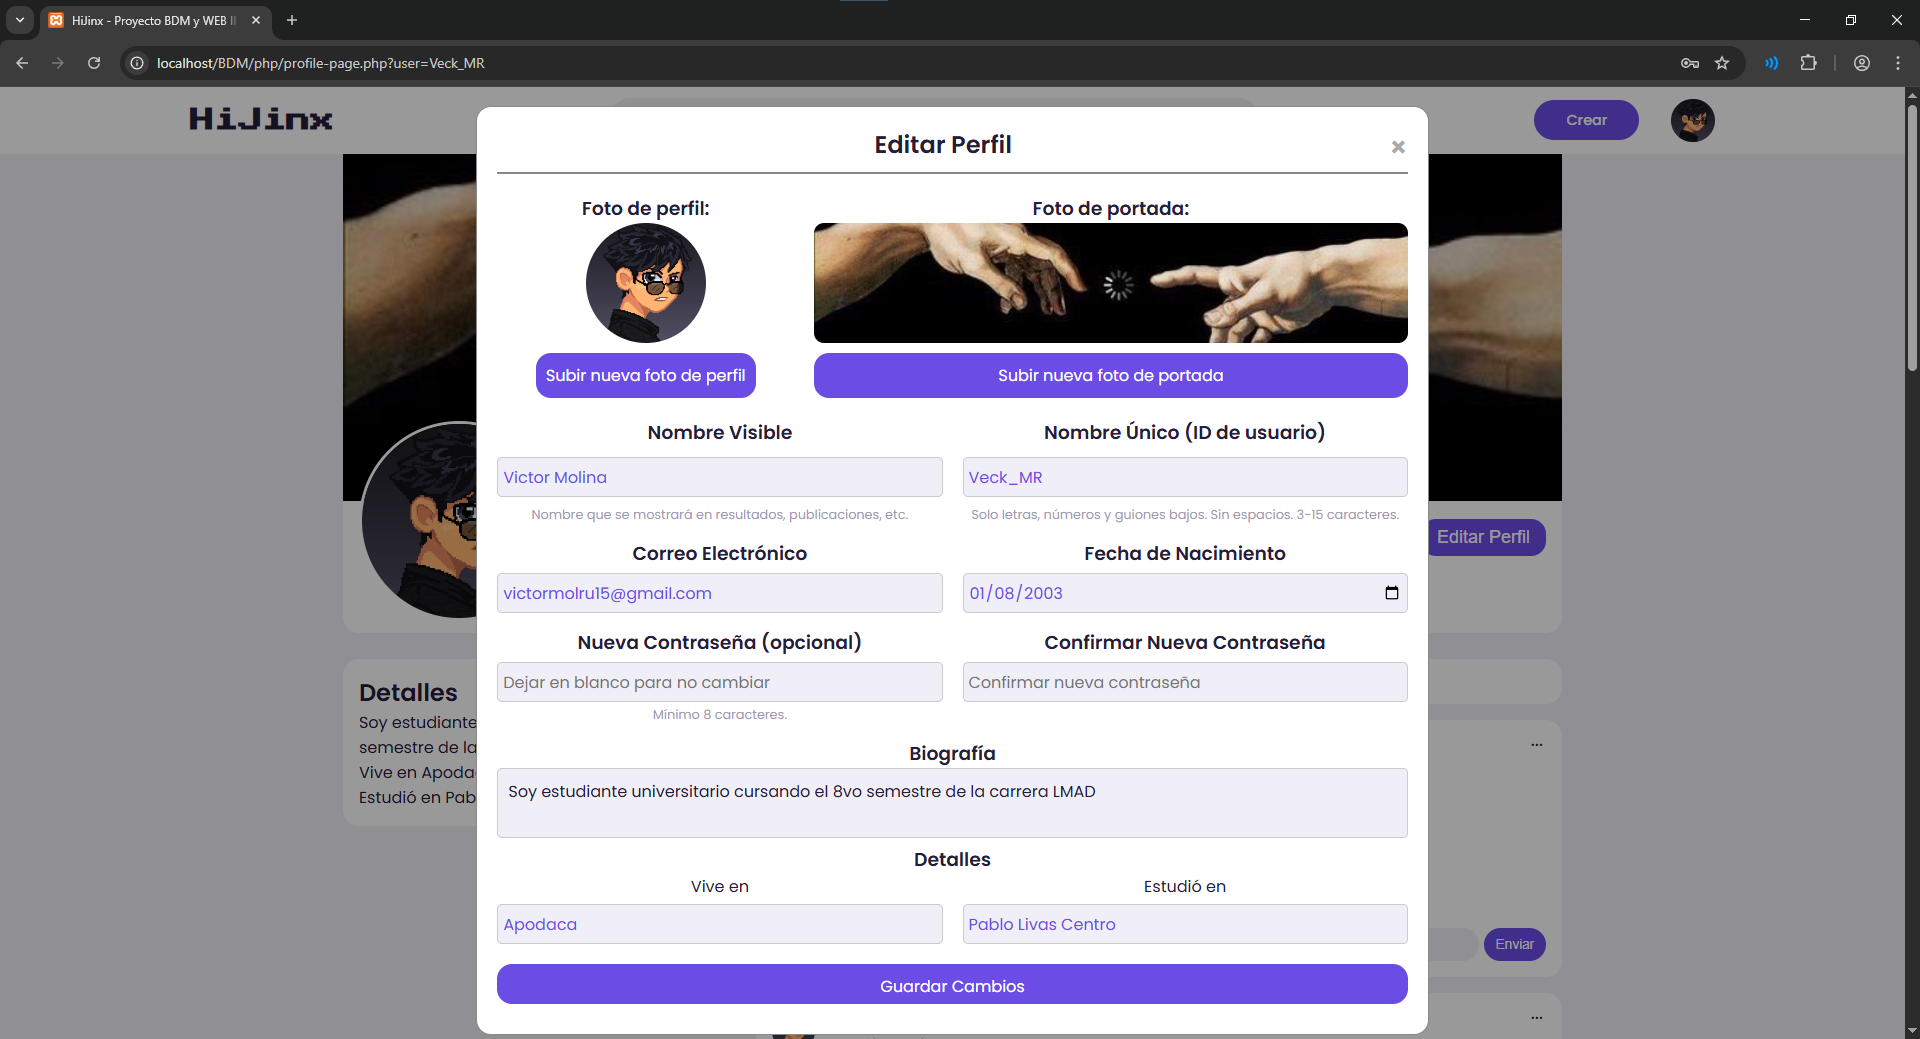 HiJinx - Proyecto BDM y WEB II
localhost/BDM/php/profile-page.php?user=Veck_MR
HiJinx
Crear
Editar Perfil
×
Foto de perfil:
Foto de portada:
Subir nueva foto de perfil
Subir nueva foto de portada
Nombre Visible
Nombre Único (ID de usuario)
Victor Molina
Veck_MR
Nombre que se mostrará en resultados, publicaciones, etc.
Solo letras, números y guiones bajos. Sin espacios. 3-15 caracteres.
Editar Perfil
Correo Electrónico
Fecha de Nacimiento
victormolru15@gmail.com
01/08/2003
Nueva Contraseña (opcional)
Confirmar Nueva Contraseña
Dejar en blanco para no cambiar
Confirmar nueva contraseña
Mínimo 8 caracteres.
Detalles
Soy estudiante
semestre de la
Vive en Apoda
Estudió en Pab
...
Biografía
Soy estudiante universitario cursando el 8vo semestre de la carrera LMAD
Detalles
Vive en
Estudió en
Apodaca
Pablo Livas Centro
Enviar
Guardar Cambios
...